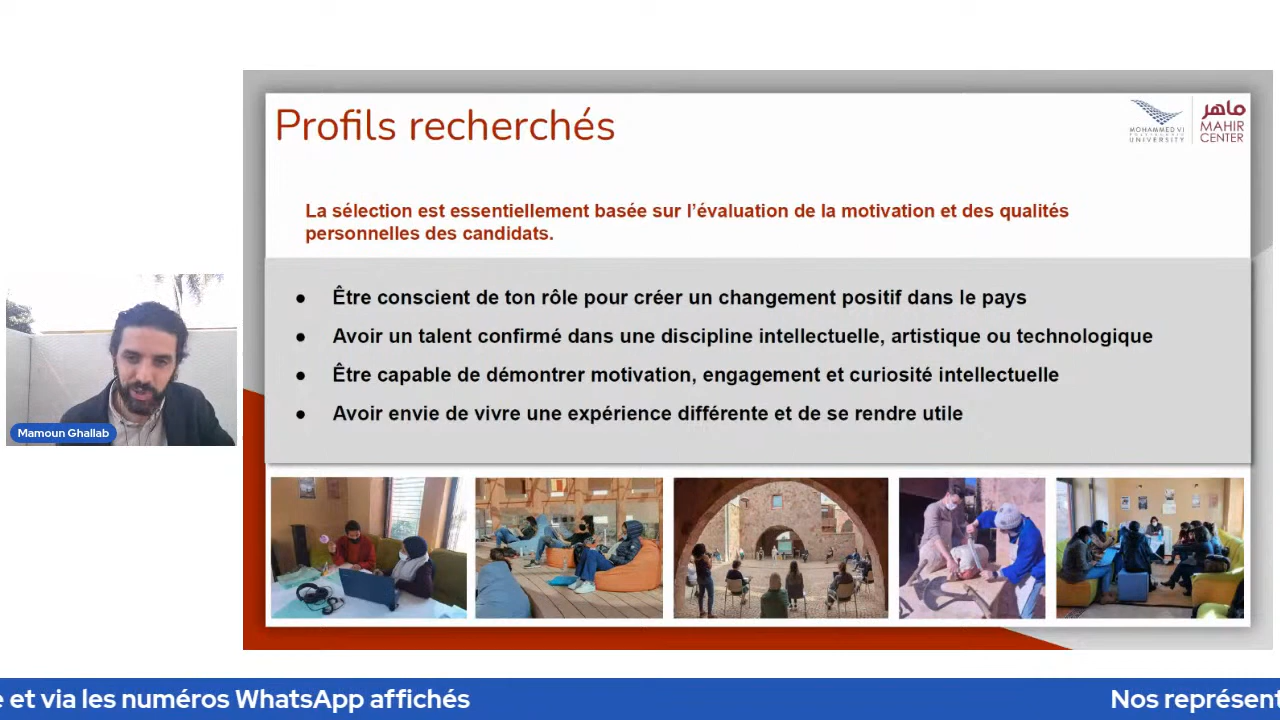 Profils recherchés
MOHAMMED VI
POLYTECHNIC
UNIVERSITY
ماهر
MAHIR
CENTER
La sélection est essentiellement basée sur l’évaluation de la motivation et des qualités
personnelles des candidats.
● Être conscient de ton rôle pour créer un changement positif dans le pays
● Avoir un talent confirmé dans une discipline intellectuelle, artistique ou technologique
● Être capable de démontrer motivation, engagement et curiosité intellectuelle
● Avoir envie de vivre une expérience différente et de se rendre utile
Mamoun Ghallab
e et via les numéros WhatsApp affichés
Nos représent